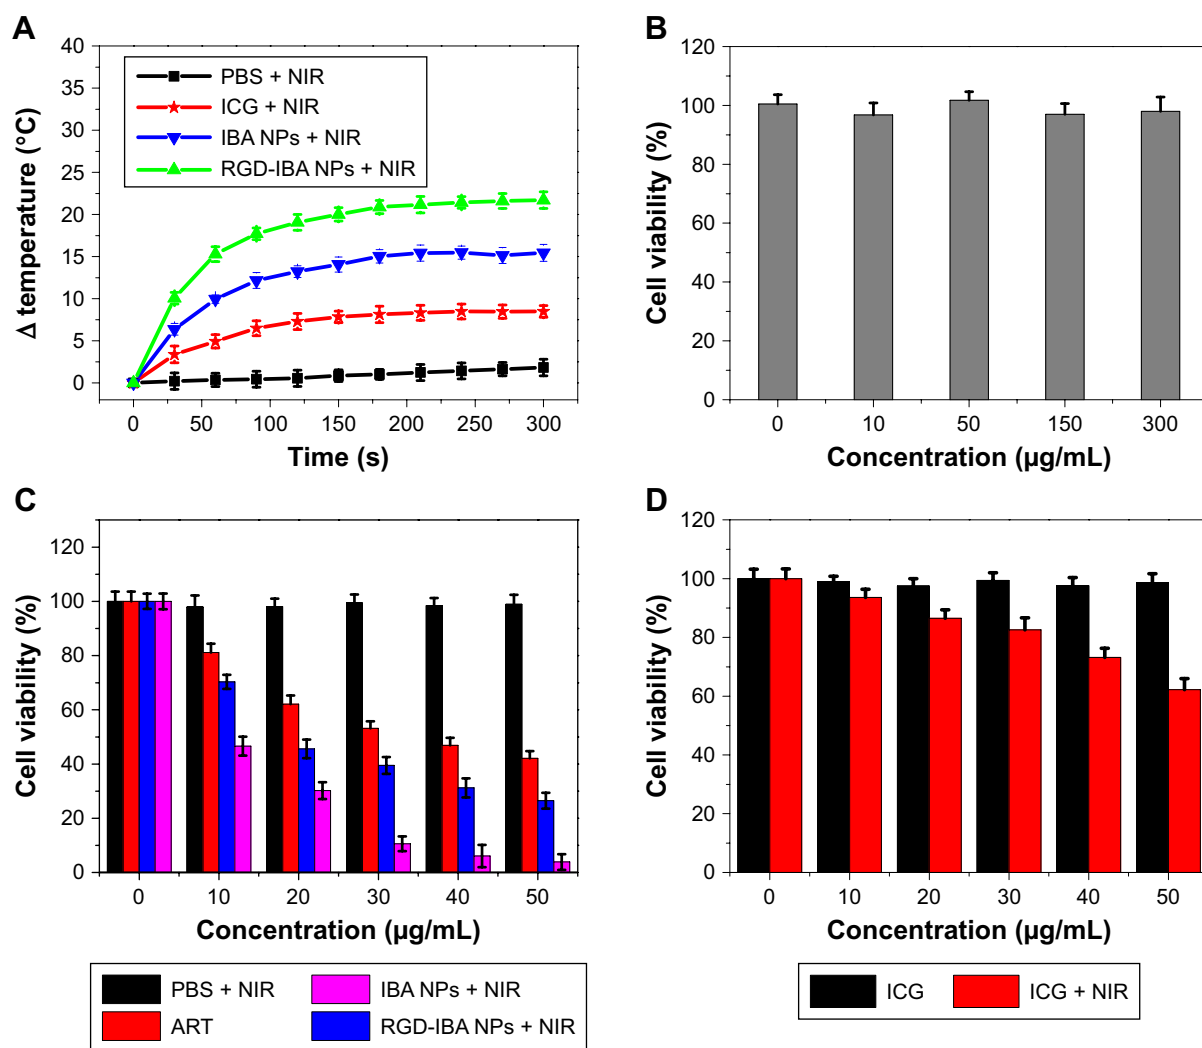 A
40
35
30
25
20
15
10
5
0
Δ temperature (°C)
PBS + NIR
ICG + NIR
IBA NPs + NIR
RGD-IBA NPs + NIR
0 50 100 150 200 250 300
Time (s)
B
120
100
80
60
40
20
0
Cell viability (%)
0 10 50 150 300
Concentration (µg/mL)
C
120
100
80
60
40
20
0
Cell viability (%)
0 10 20 30 40 50
Concentration (µg/mL)
PBS + NIR
IBA NPs + NIR
ART
RGD-IBA NPs + NIR
D
120
100
80
60
40
20
0
Cell viability (%)
0 10 20 30 40 50
Concentration (µg/mL)
ICG
ICG + NIR